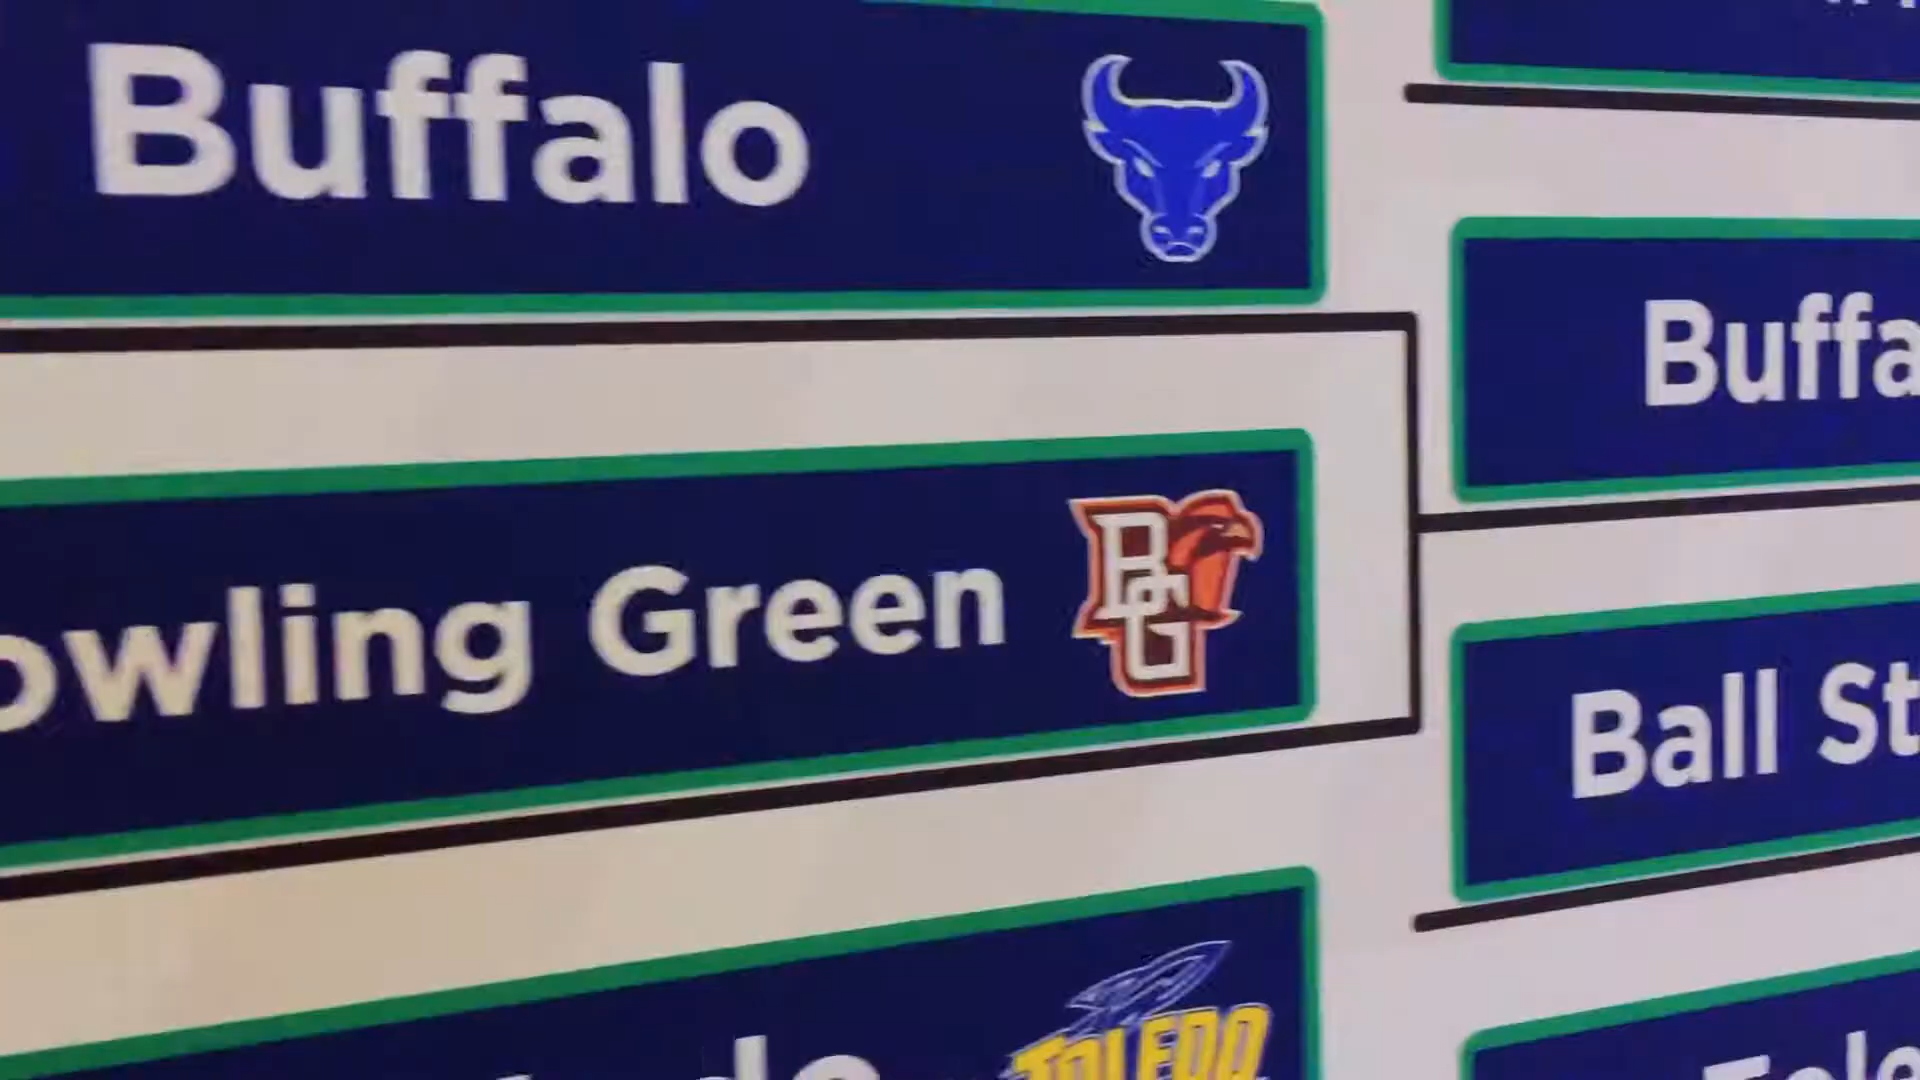 Buffalo
Buffa
owling Green
BG
Ball St
TOLEDO